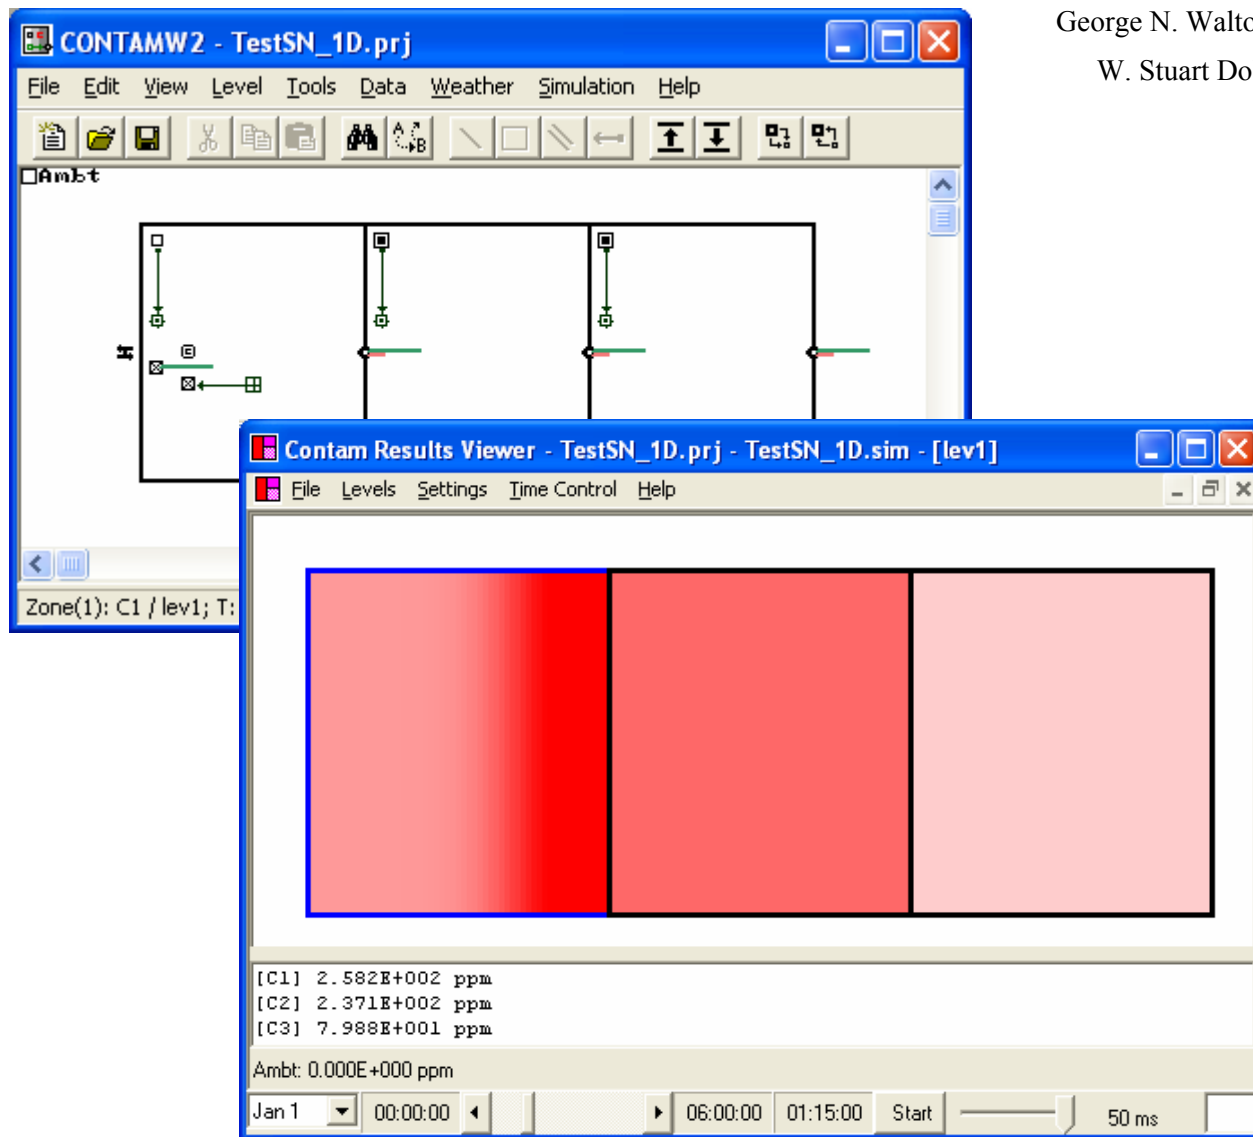 George N. Walto
W. Stuart Do
CONTAMW2 - TestSN_1D.prj
File Edit View Level Tools Data Weather Simulation Help
Ambt
Contam Results Viewer - TestSN_1D.prj - TestSN_1D.sim - [lev1]
File Levels Settings Time Control Help
Zone(1): C1 / lev1; T:
[C1] 2.582E+002 ppm
[C2] 2.371E+002 ppm
[C3] 7.988E+001 ppm
Ambt: 0.000E+000 ppm
Jan 1 00:00:00 06:00:00 01:15:00 Start 50 ms